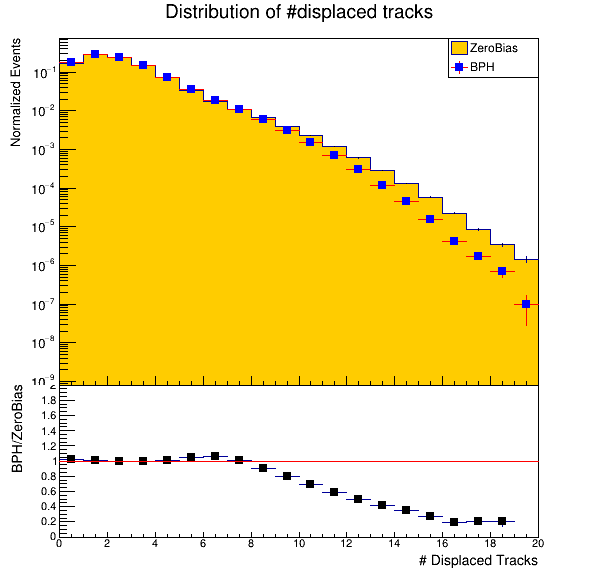 Distribution of #displaced tracks
Normalized Events
ZeroBias
BPH
10⁻¹
10⁻²
10⁻³
10⁻⁴
10⁻⁵
10⁻⁶
10⁻⁷
10⁻⁸
10⁻⁹
BPH/ZeroBias
2
1.8
1.6
1.4
1.2
1
0.8
0.6
0.4
0.2
0
0 2 4 6 8 10 12 14 16 18 20
# Displaced Tracks